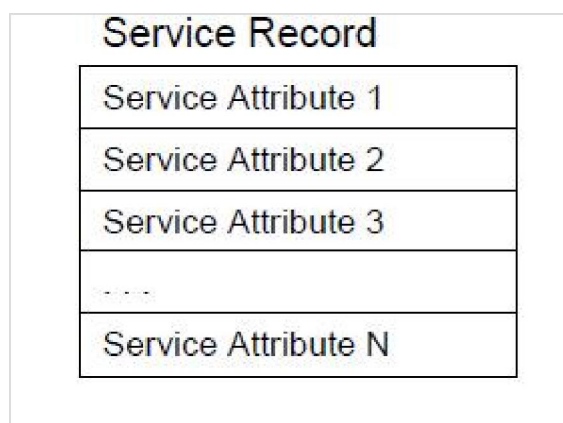 Service Record
Service Attribute 1
Service Attribute 2
Service Attribute 3
. . .
Service Attribute N